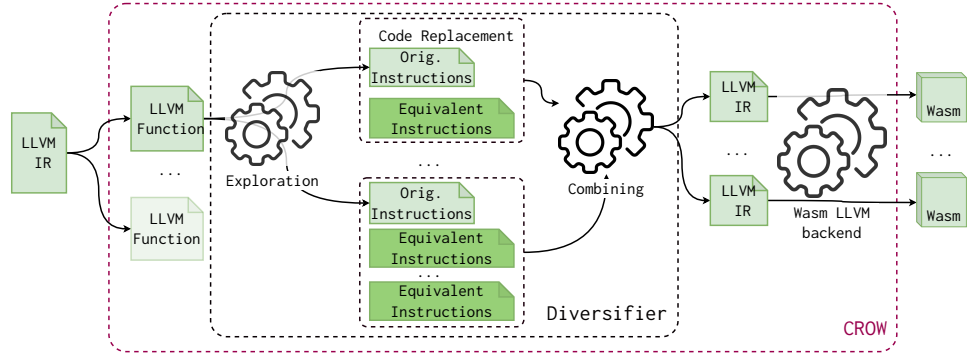 LLVM
IR
LLVM
Function
...
LLVM
Function
Exploration
Code Replacement
Orig.
Instructions
Equivalent
Instructions
...
Orig.
Instructions
Equivalent
Instructions
...
Equivalent
Instructions
Combining
Diversifier
LLVM
IR
...
LLVM
IR
Wasm LLVM
backend
Wasm
...
Wasm
CROW